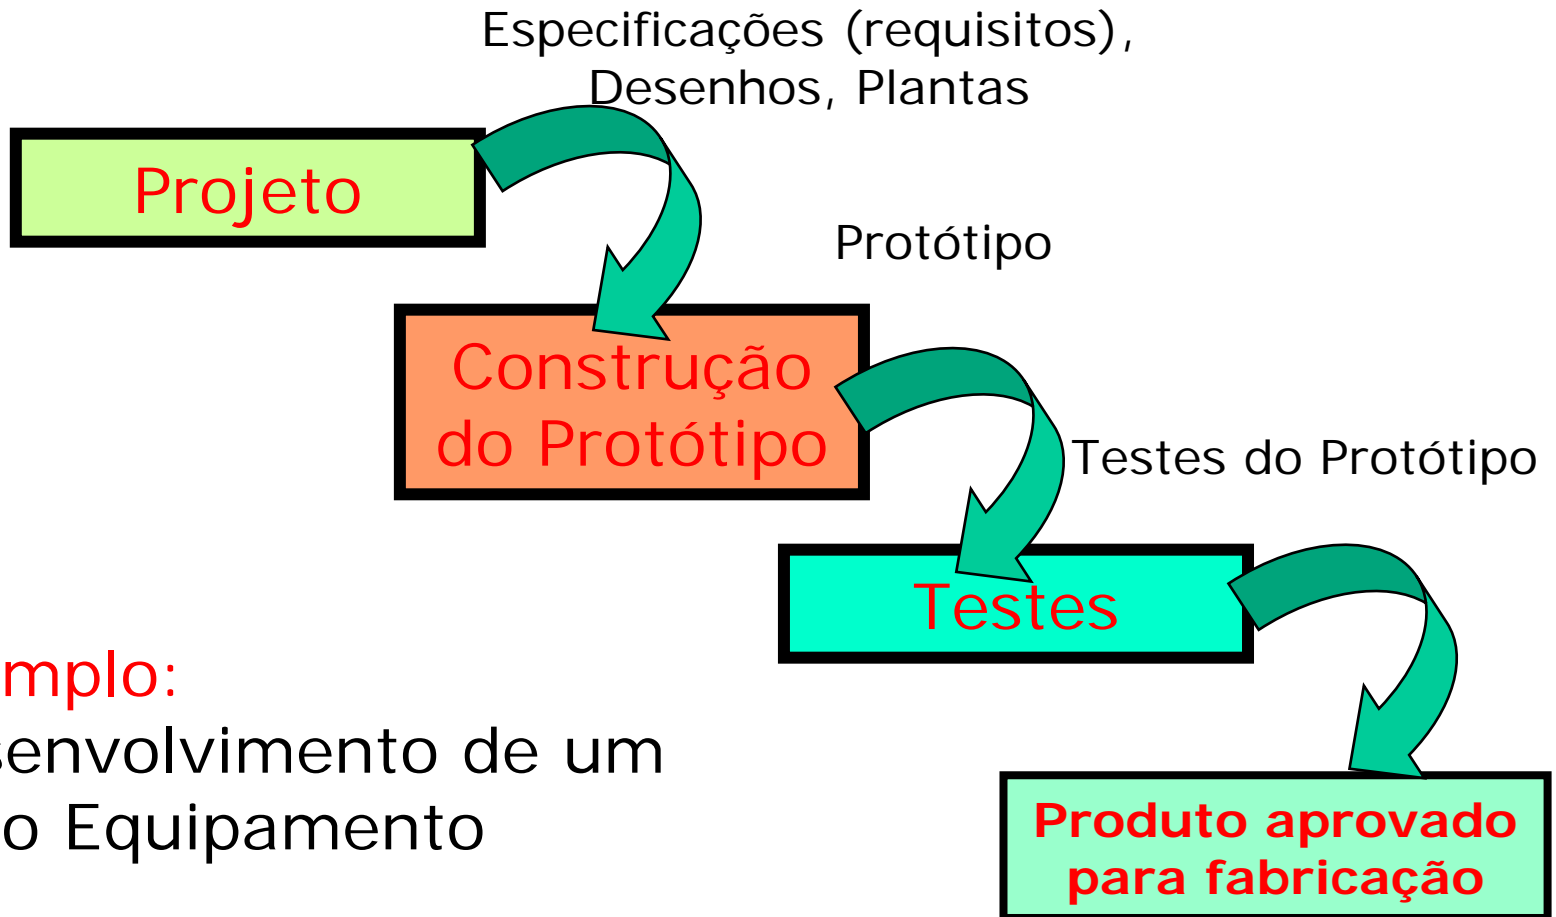 Especificações (requisitos),
Desenhos, Plantas
Projeto
Protótipo
Construção
do Protótipo
Testes do Protótipo
Testes
mplo:
senvolvimento de um
o Equipamento
Produto aprovado
para fabricação